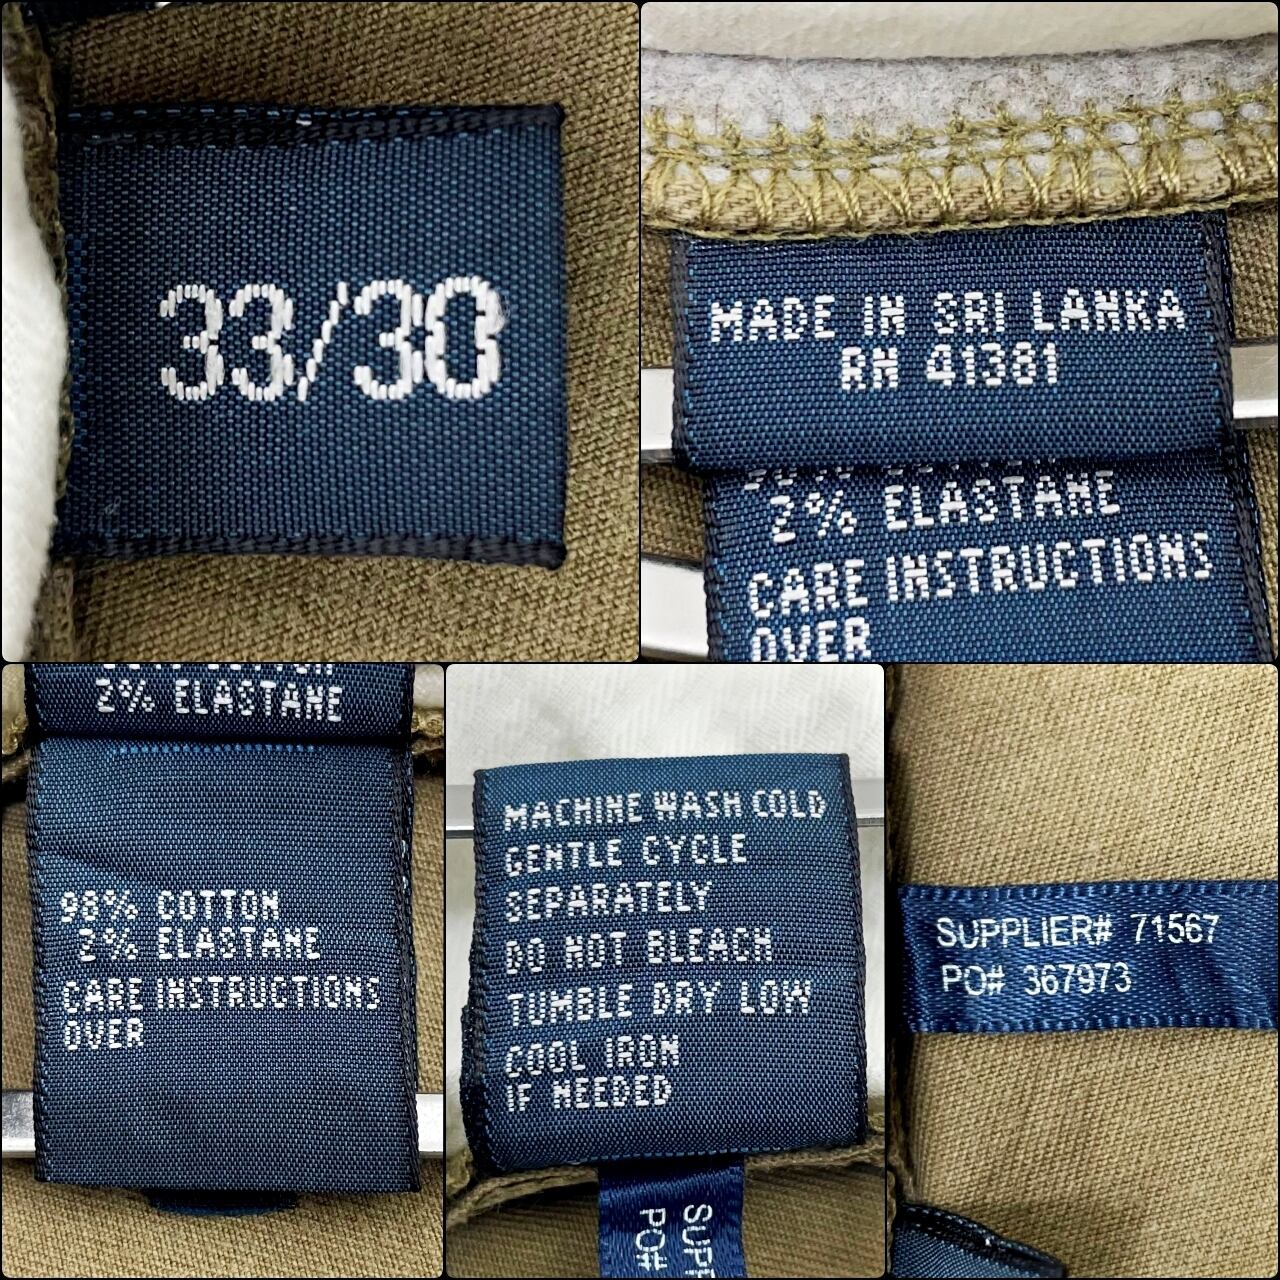 33/30
MADE IN SRI LANKA
RN 41381
2% ELASTANE
CARE INSTRUCTIONS
OVER
2% ELASTANE
98% COTTON
2% ELASTANE
CARE INSTRUCTIONS
OVER
MACHINE WASH COLD
GENTLE CYCLE
SEPARATELY
DO NOT BLEACH
TUMBLE DRY LOW
COOL IRON
IF NEEDED
SUPP
PO#
SUPPLIER# 71567
PO# 367973